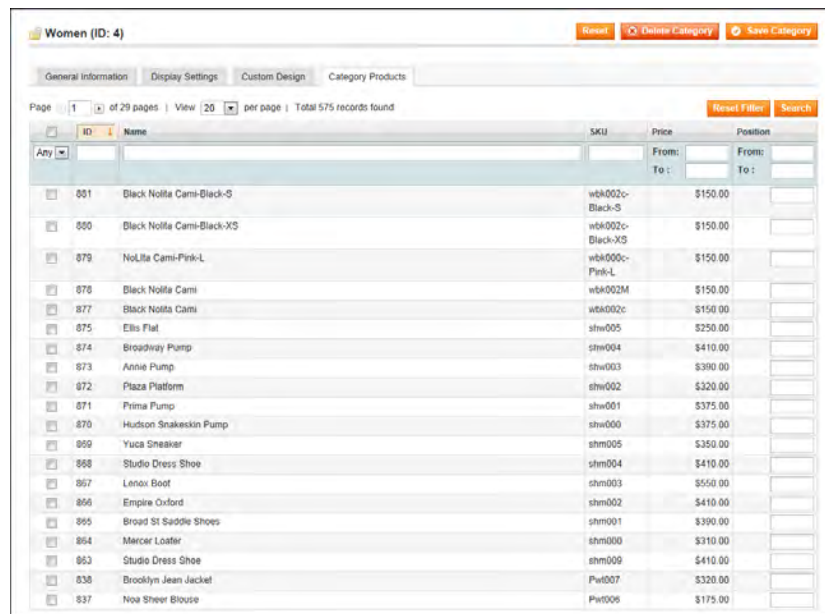 Women (ID: 4) Reset Delete Category Save Category
General Information Display Settings Custom Design Category Products
Page 1 of 29 pages | View 20 per page | Total 575 records found Reset Filter Search
ID Name SKU Price Position
Any From: From:
To : To :
881 Black Nolita Cami-Black-S wbk002c- $150.00
Black-S
880 Black Nolita Cami-Black-XS wbk002c- $150.00
Black-XS
879 NoLIta Cami-Pink-L wbk000c- $150.00
Pink-L
878 Black Nolita Cami wbk002M $150.00
877 Black Nolita Cami wbk002c $150.00
875 Ellis Flat shw005 $250.00
874 Broadway Pump shw004 $410.00
873 Annie Pump shw003 $390.00
872 Plaza Platform shw002 $320.00
871 Prima Pump shw001 $375.00
870 Hudson Snakeskin Pump shw000 $375.00
869 Yuca Sneaker shm005 $350.00
868 Studio Dress Shoe shm004 $410.00
867 Lenox Boot shm003 $550.00
866 Empire Oxford shm002 $410.00
865 Broad St Saddle Shoes shm001 $390.00
864 Mercer Loafer shm000 $310.00
863 Studio Dress Shoe shm009 $410.00
838 Brooklyn Jean Jacket Pwt007 $320.00
837 Noa Sheer Blouse Pwt006 $175.00